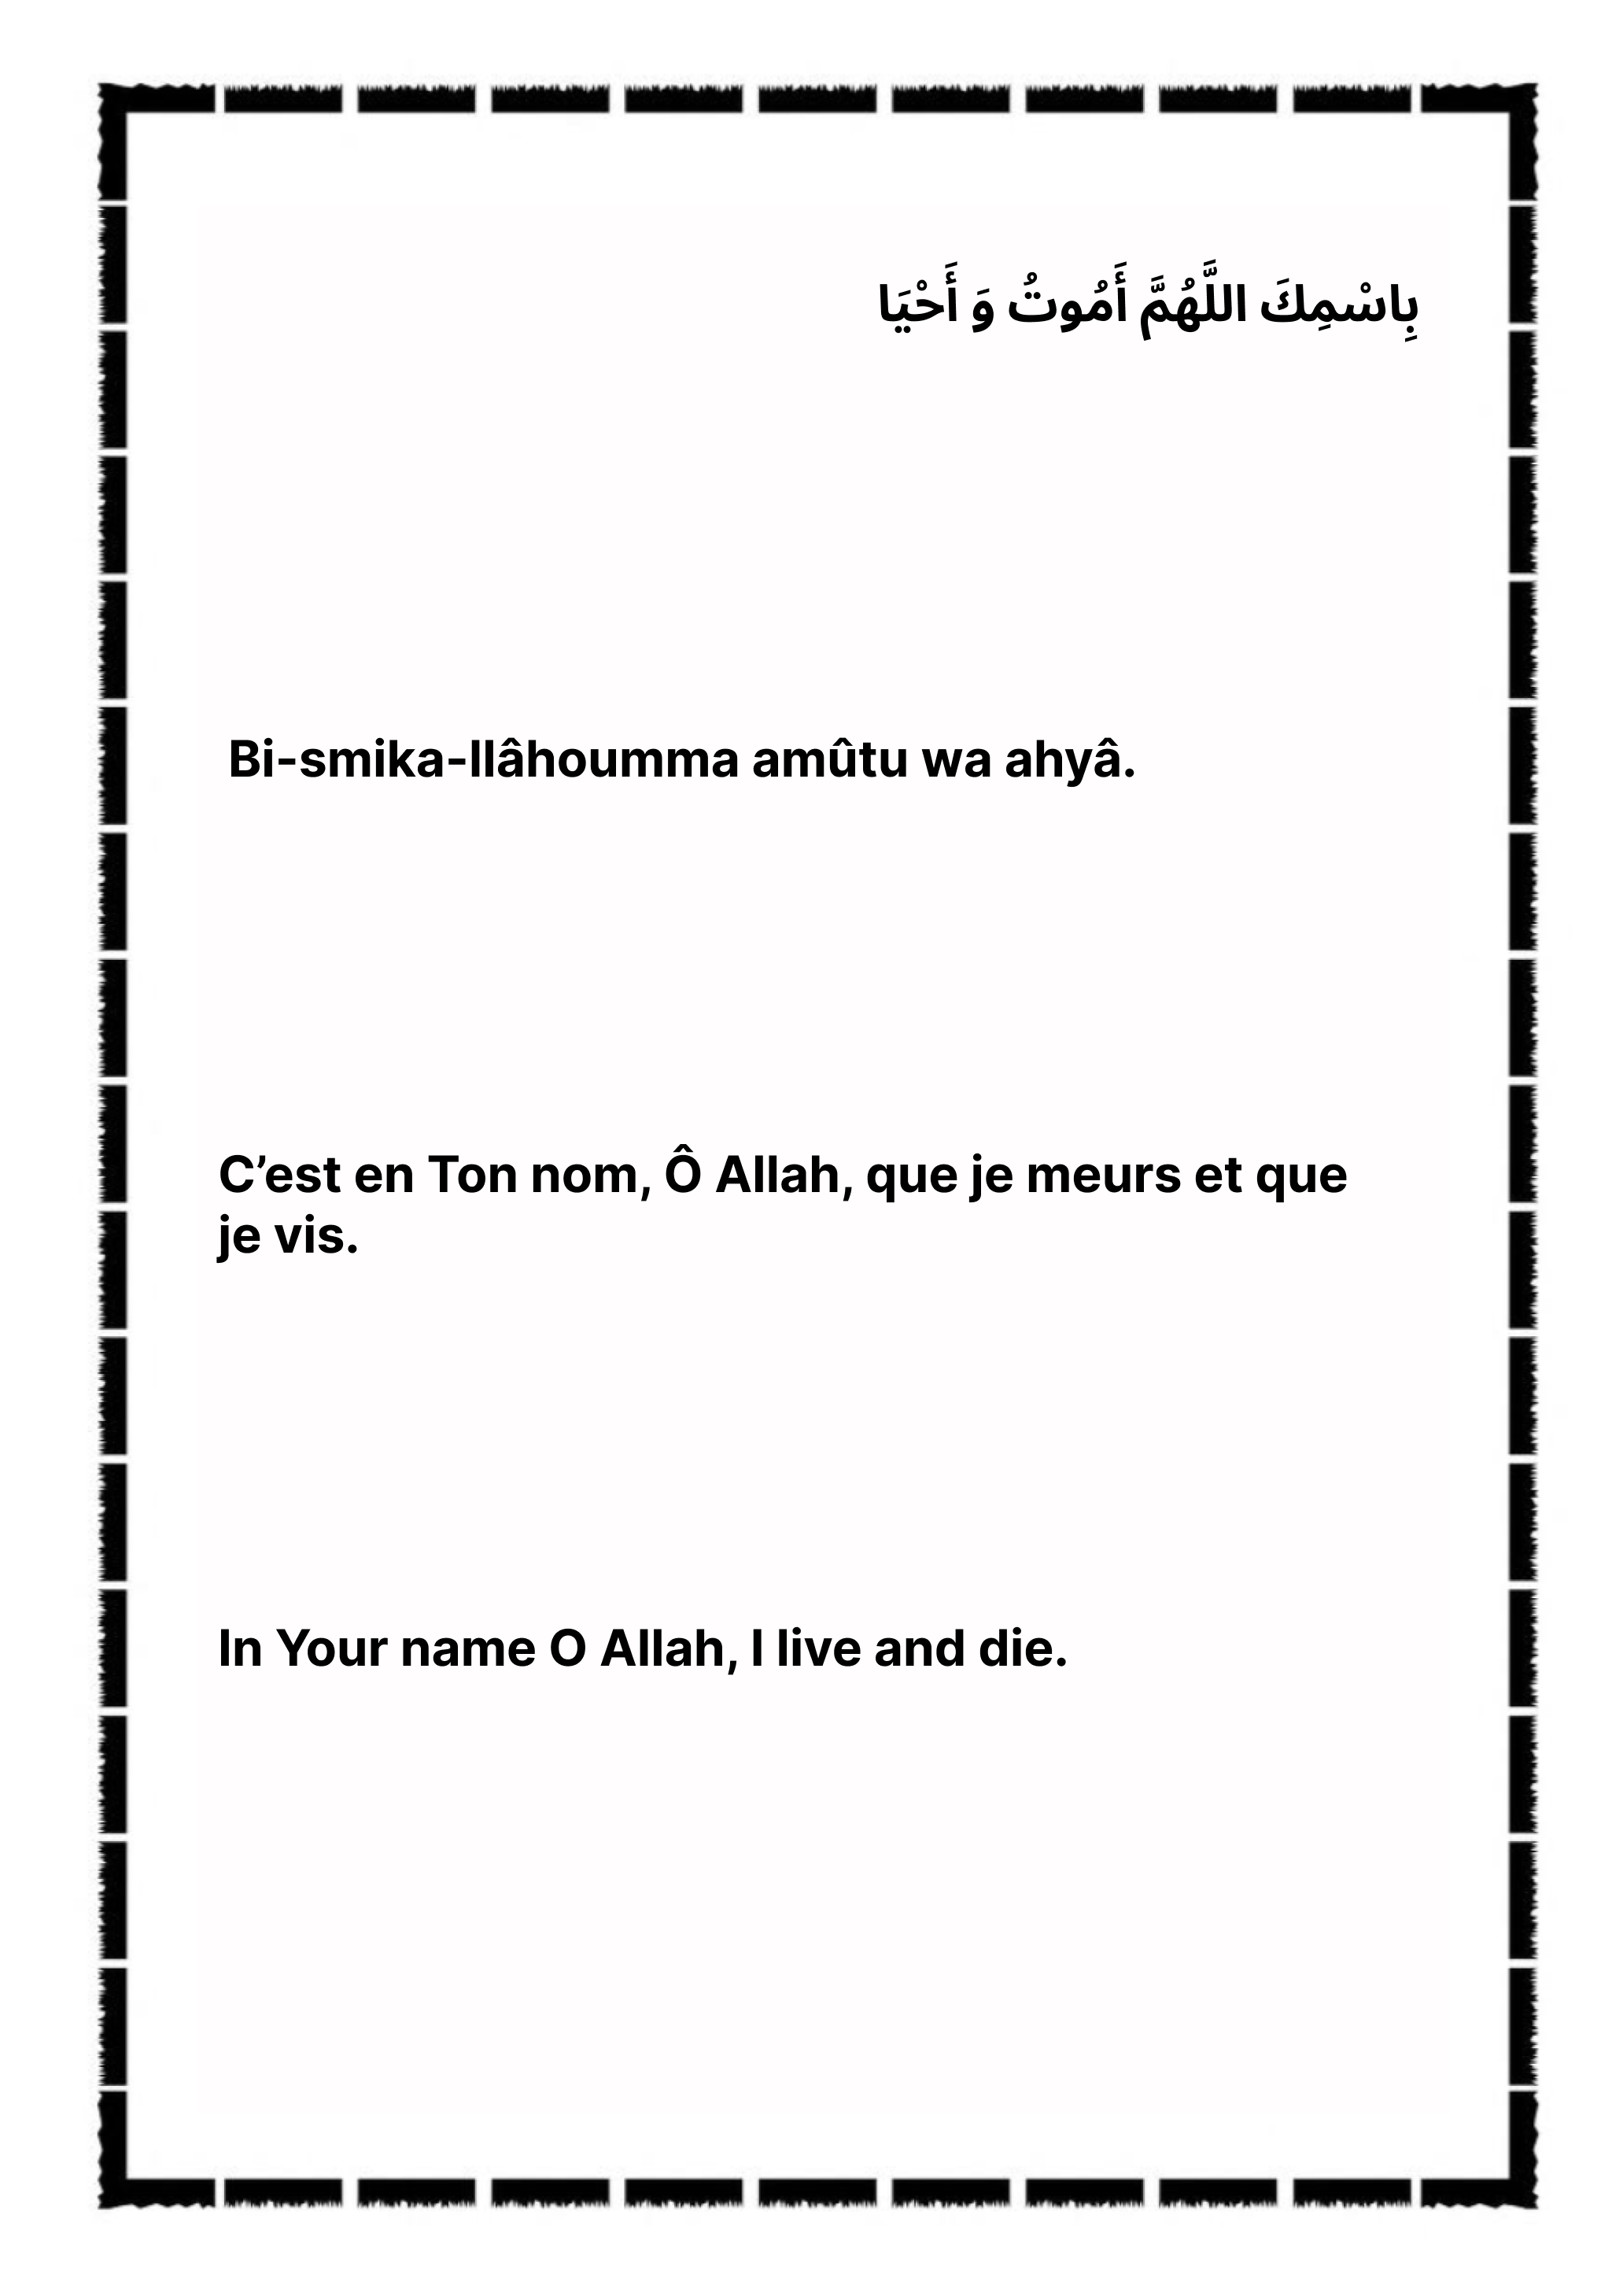 بِاسْمِكَ اللَّهُمَّ أَمُوتُ وَ أَحْيَا
Bi-smika-llâhoumma amûtu wa ahyâ.
C’est en Ton nom, Ô Allah, que je meurs et que
je vis.
In Your name O Allah, I live and die.